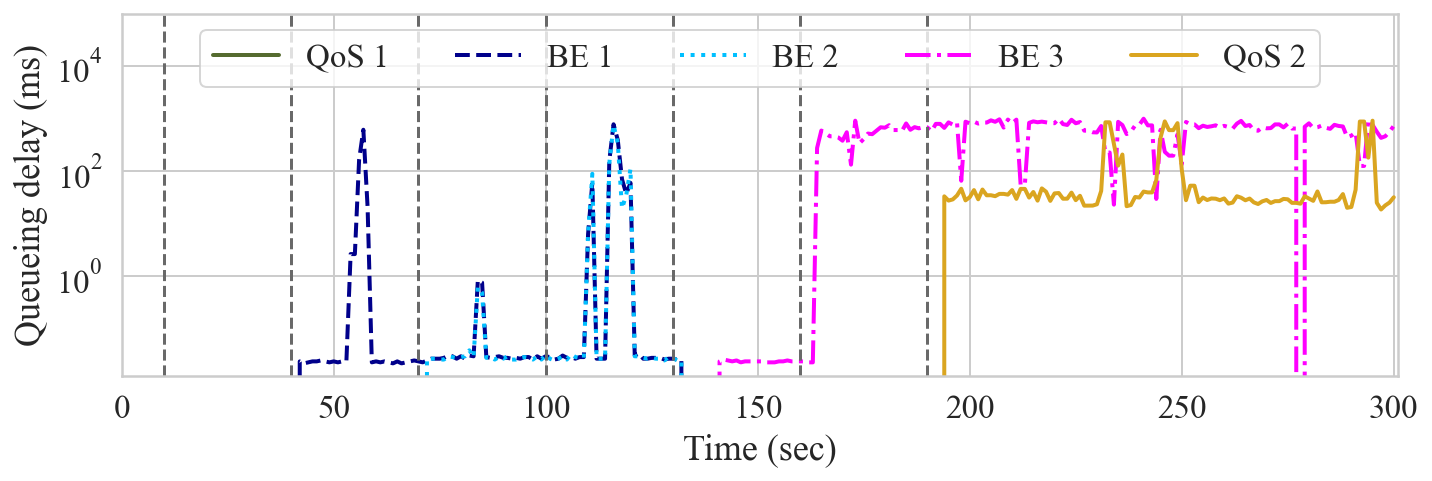 Queueing delay (ms)
10^4
10^2
10^0
QoS 1 BE 1 BE 2 BE 3 QoS 2
0 50 100 150 200 250 300
Time (sec)